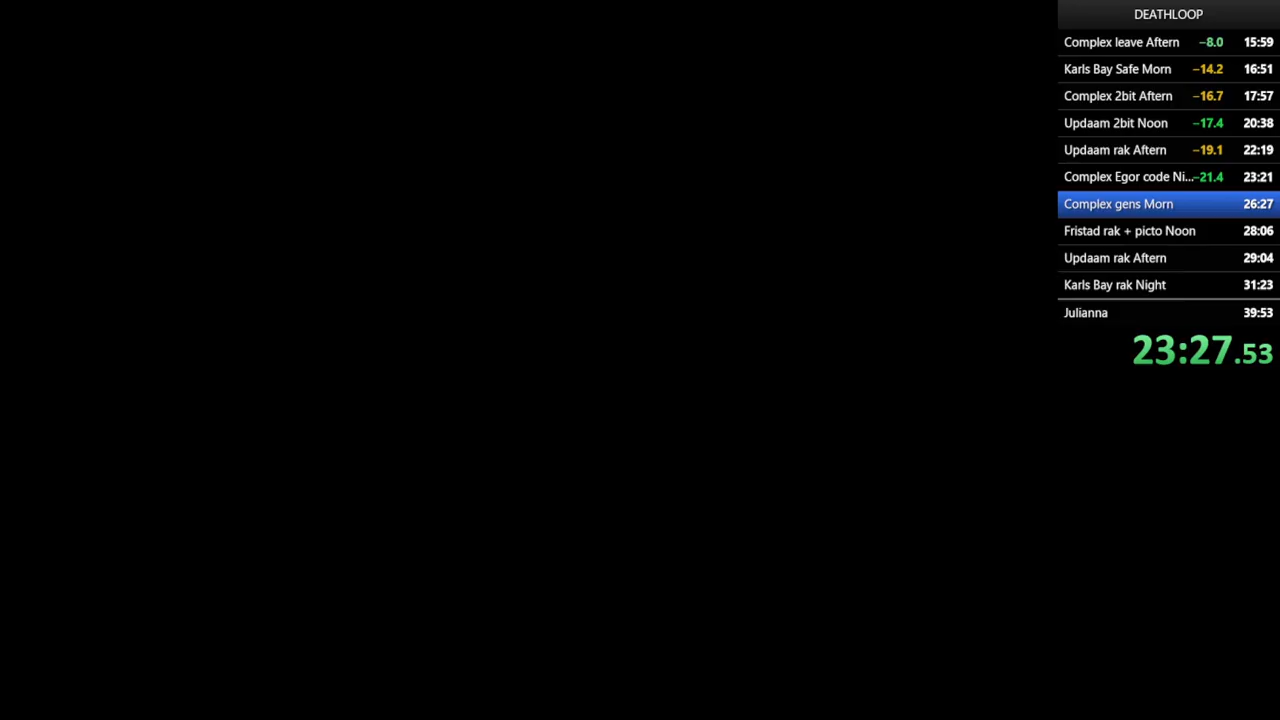 DEATHLOOP
Complex leave Aftern −8.0 15:59
Karls Bay Safe Morn −14.2 16:51
Complex 2bit Aftern −16.7 17:57
Updaam 2bit Noon −17.4 20:38
Updaam rak Aftern −19.1 22:19
Complex Egor code Ni... −21.4 23:21
Complex gens Morn 26:27
Fristad rak + picto Noon 28:06
Updaam rak Aftern 29:04
Karls Bay rak Night 31:23
Julianna 39:53
23:27.53